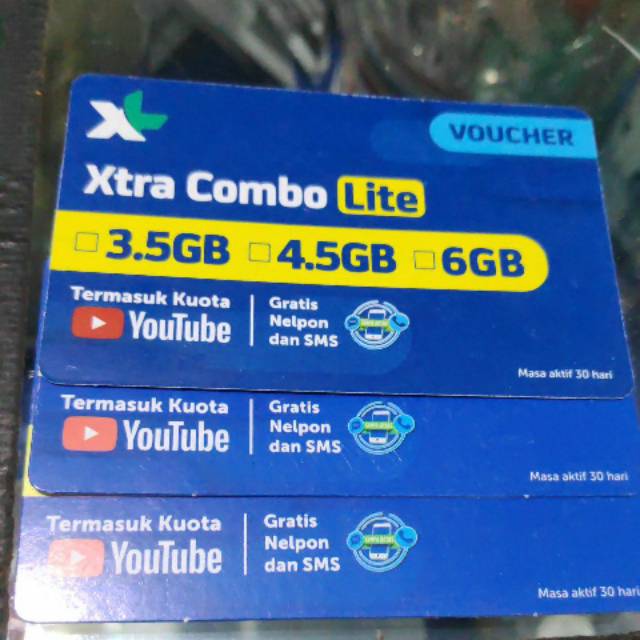 XL
VOUCHER
Xtra Combo Lite
3.5GB 4.5GB 6GB
Termasuk Kuota
YouTube
Gratis
Nelpon
dan SMS
Masa aktif 30 hari
Termasuk Kuota
YouTube
Gratis
Nelpon
dan SMS
Masa aktif 30 hari
Termasuk Kuota
YouTube
Gratis
Nelpon
dan SMS
Masa aktif 30 hari